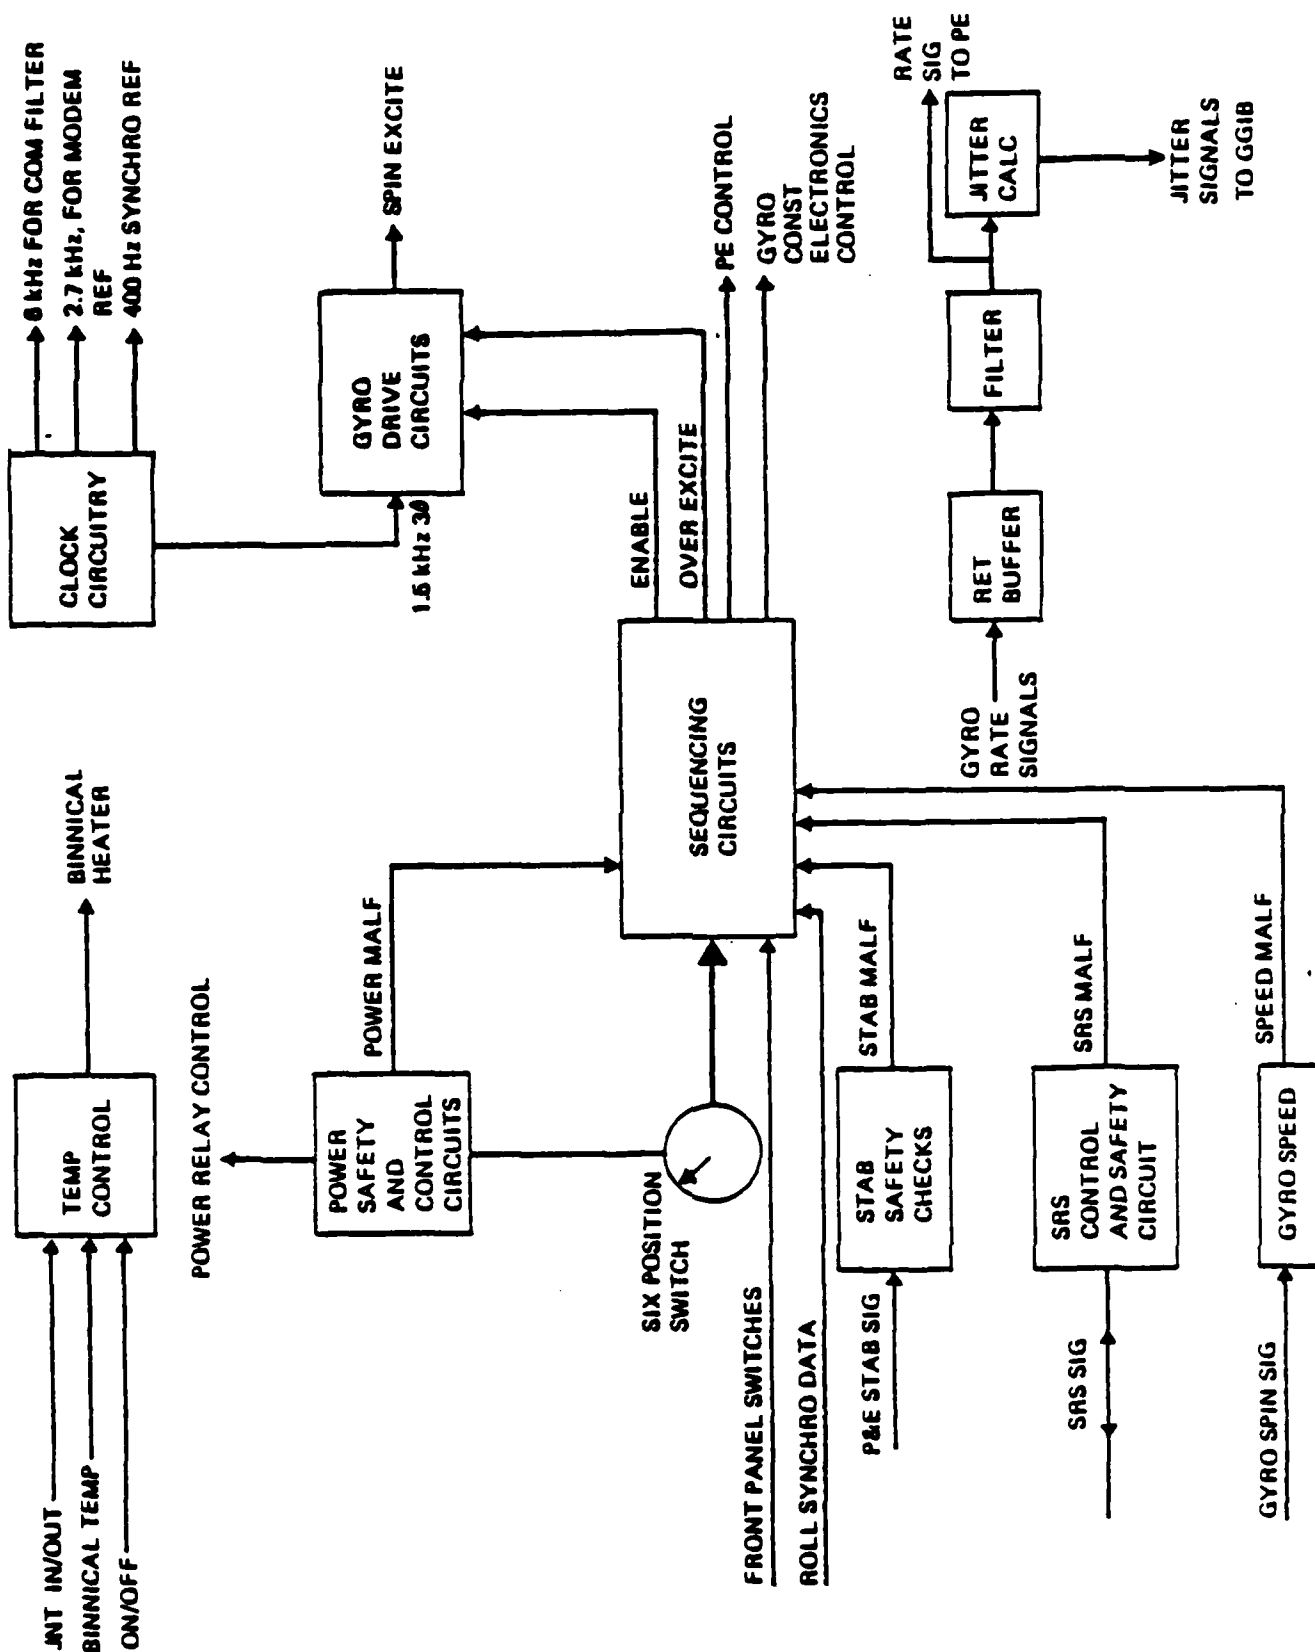 JNT IN/OUT
BINNICAL TEMP
ON/OFF
TEMP
CONTROL
BINNICAL
HEATER
CLOCK
CIRCUITRY
6 kHz FOR COM FILTER
2.7 kHz, FOR MODEM
REF
400 Hz SYNCHRO REF
POWER RELAY CONTROL
POWER
SAFETY
AND
CONTROL
CIRCUITS
POWER MALF
1.5 kHz 3Ø
GYRO
DRIVE
CIRCUITS
SPIN EXCITE
SIX POSITION
SWITCH
ENABLE
OVER EXCITE
SEQUENCING
CIRCUITS
PE CONTROL
GYRO
CONST
ELECTRONICS
CONTROL
FRONT PANEL SWITCHES
ROLL SYNCHRO DATA
P&E STAB SIG
STAB
SAFETY
CHECKS
STAB MALF
SRS SIG
SRS
CONTROL
AND SAFETY
CIRCUIT
SRS MALF
GYRO SPIN SIG
GYRO SPEED
SPEED MALF
GYRO
RATE
SIGNALS
RET
BUFFER
FILTER
JITTER
CALC
RATE
SIG
TO PE
JITTER
SIGNALS
TO GGIB